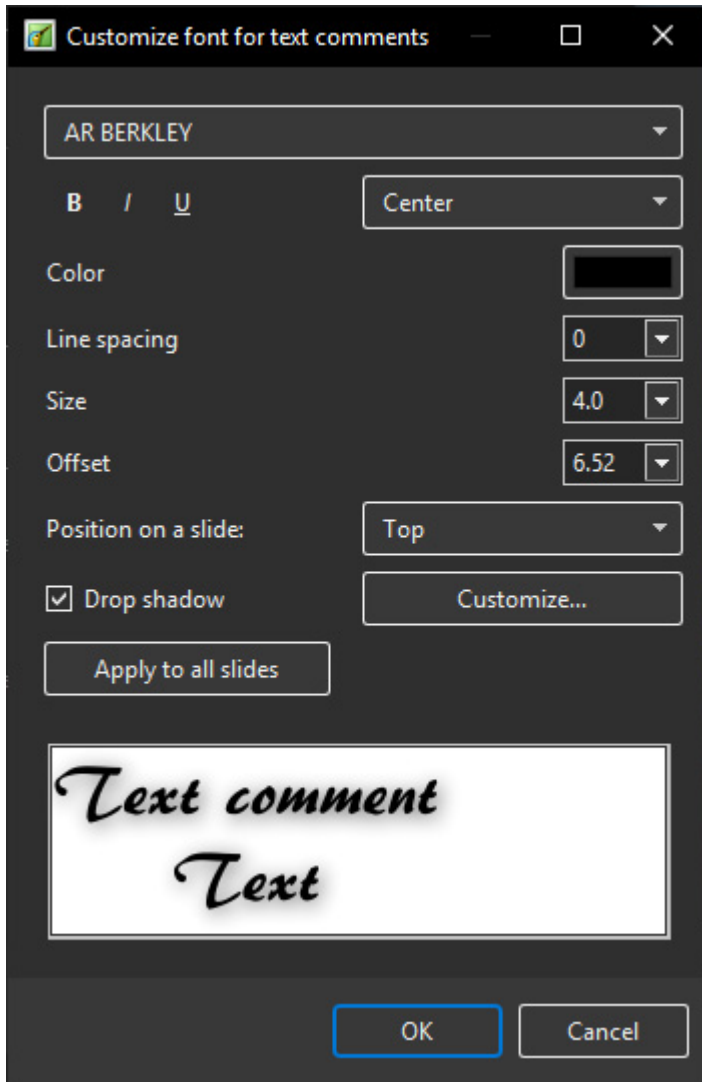 Customize font for text comments
AR BERKLEY
B I U Center
Color
Line spacing 0
Size 4.0
Offset 6.52
Position on a slide: Top
Drop shadow Customize...
Apply to all slides
Text comment
Text
OK Cancel